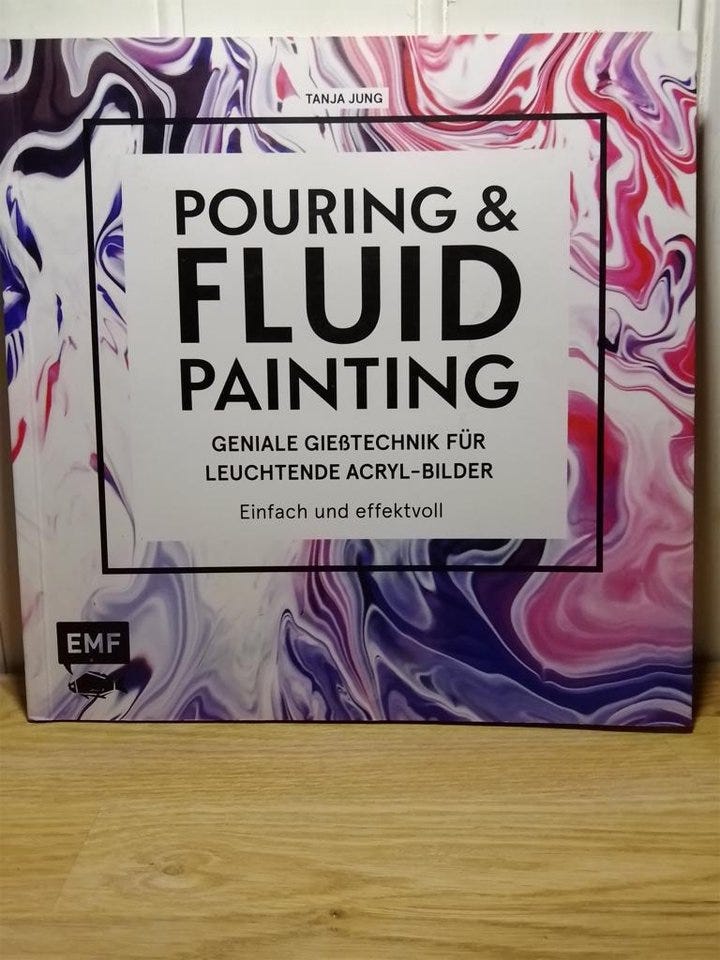 TANJA JUNG
POURING &
FLUID
PAINTING
GENIALE GIEßTECHNIK FÜR
LEUCHTENDE ACRYL-BILDER
Einfach und effektvoll
EMF